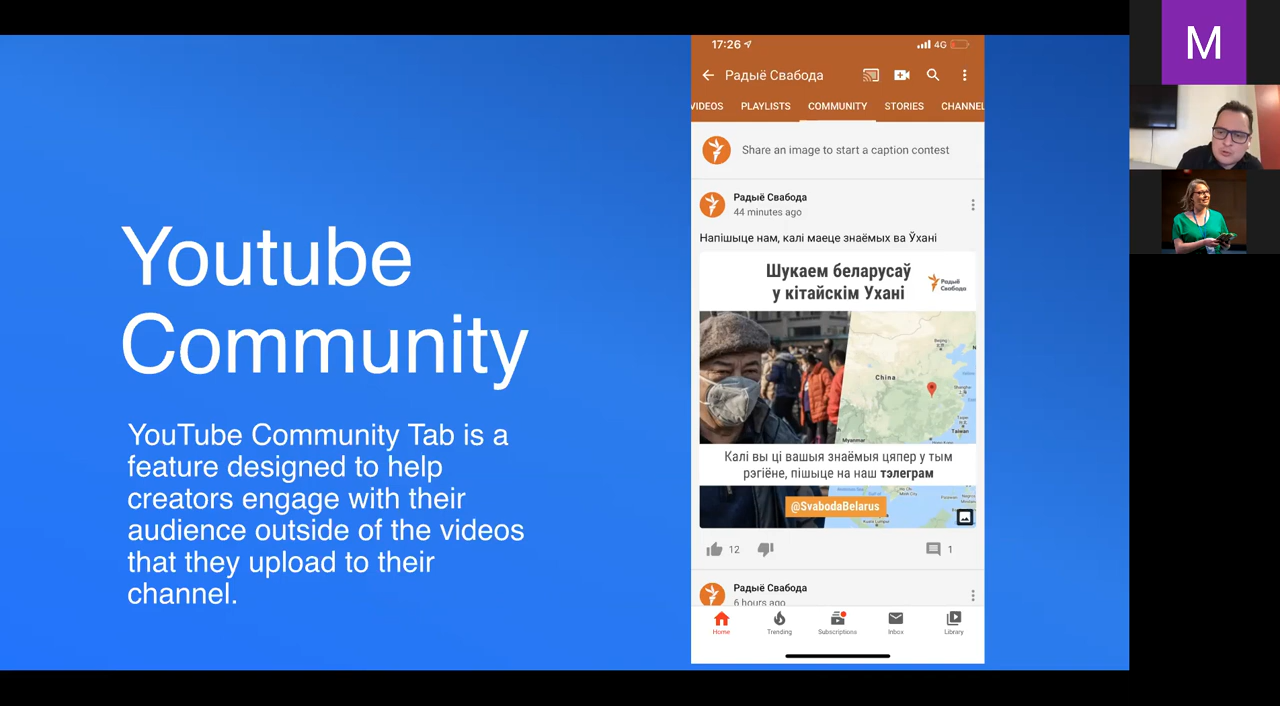 Youtube
Community
YouTube Community Tab is a
feature designed to help
creators engage with their
audience outside of the videos
that they upload to their
channel.
17:26
4G
Радыё Свабода
VIDEOS PLAYLISTS COMMUNITY STORIES CHANNEL
Share an image to start a caption contest
Радыё Свабода
44 minutes ago
Напішыце нам, калі маеце знаёмых ва Ўхані
Шукаем беларусаў
у кітайскім Ухані
Радыё
Свабода
Beijing
China
Shanghai
Taiwan
Myanmar
Калі вы ці вашыя знаёмыя цяпер у тым
рэгіёне, пішыце на наш тэлеграм
@SvabodaBelarus
12
1
Радыё Свабода
6 hours ago
Home Trending Subscriptions Inbox Library
M